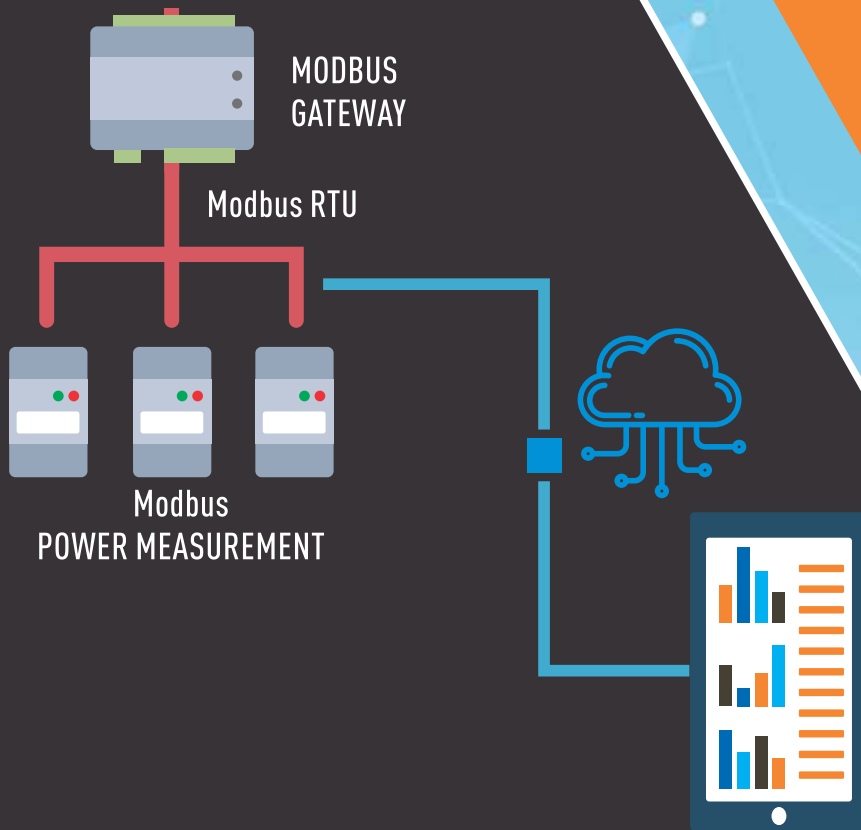 MODBUS
GATEWAY
Modbus RTU
Modbus
POWER MEASUREMENT